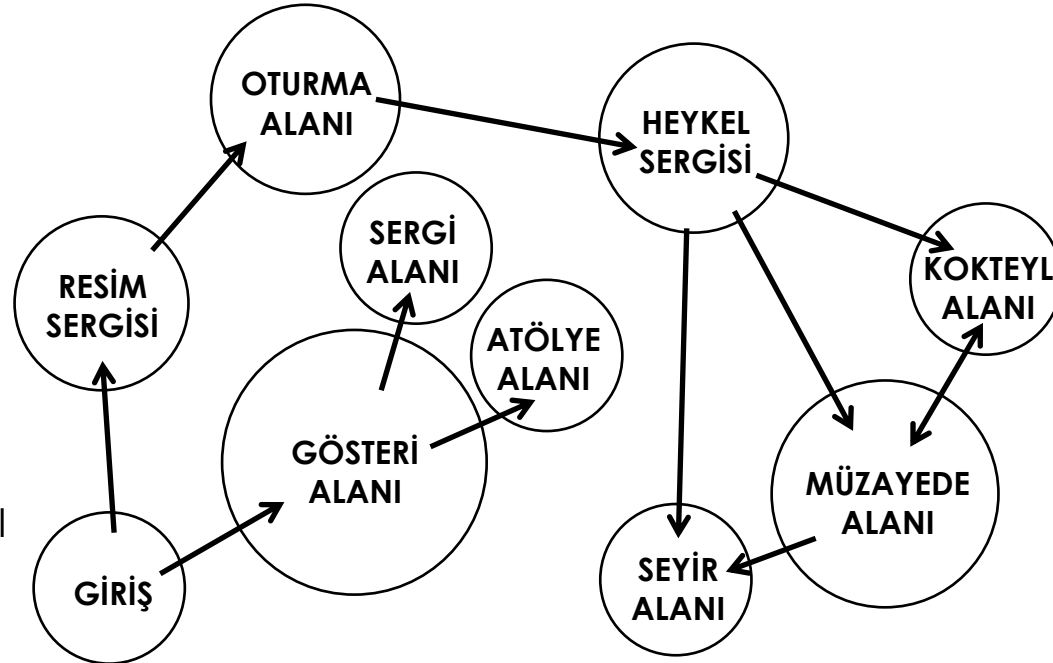 OTURMA
ALANI
HEYKEL
SERGİSİ
SERGİ
ALANI
KOKTEYL
ALANI
RESİM
SERGİSİ
ATÖLYE
ALANI
GÖSTERİ
ALANI
MÜZAYEDE
ALANI
SEYİR
ALANI
GİRİŞ